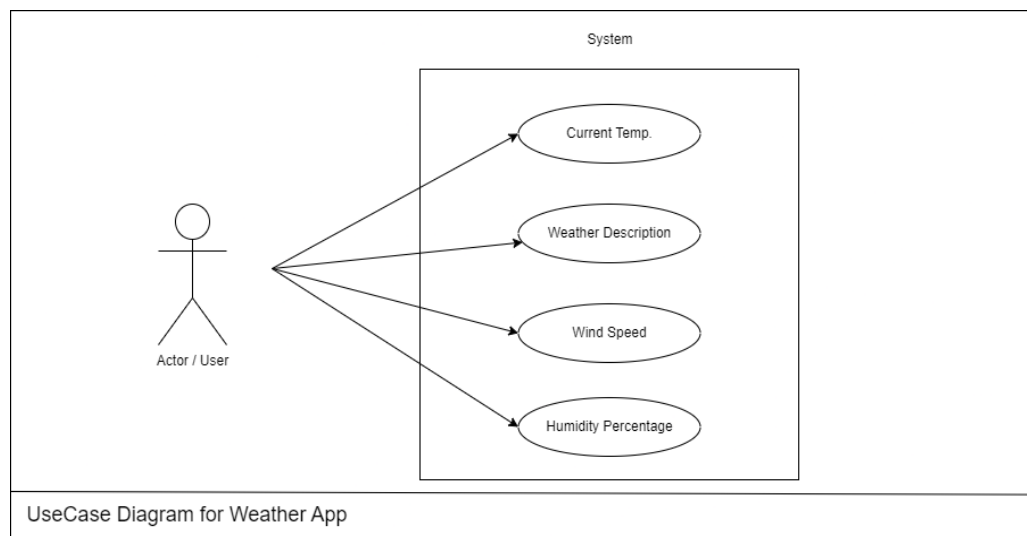 System
Current Temp.
Weather Description
Wind Speed
Humidity Percentage
Actor / User
UseCase Diagram for Weather App